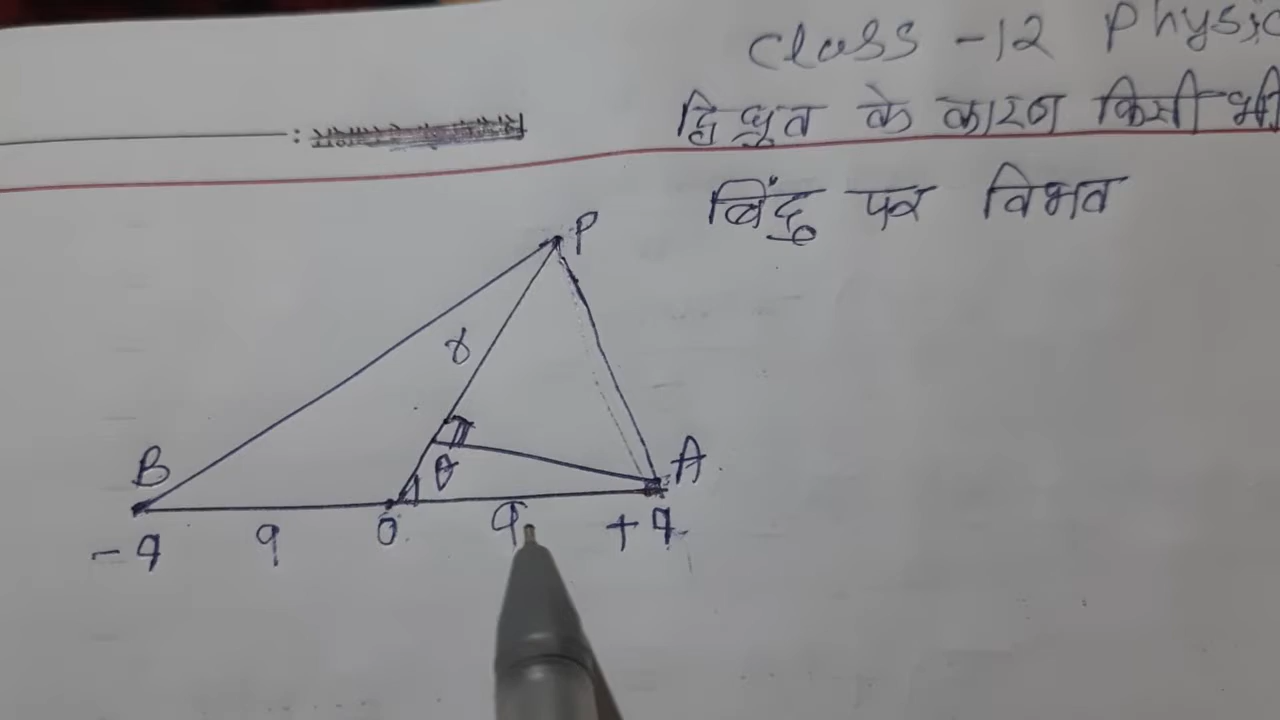 Class -12 Physic
द्विध्रुव के कारण किसी भी
बिंदु पर विभव
P
r
B
θ
A
-q
q
O
q
+q